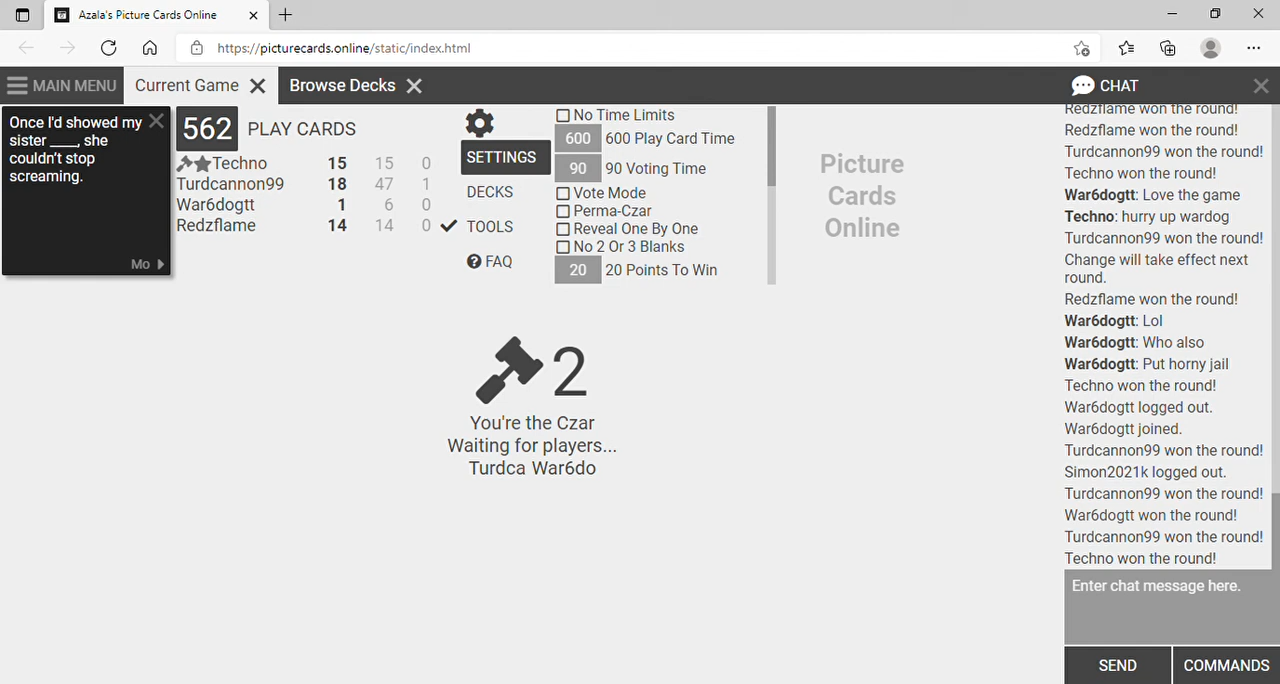 Azala's Picture Cards Online
https://picturecards.online/static/index.html
MAIN MENU
Current Game
Browse Decks
CHAT
Once I'd showed my
sister ____, she
couldn't stop
screaming.
Mo
562 PLAY CARDS
Techno 15 15 0
Turdcannon99 18 47 1
War6dogtt 1 6 0
Redzflame 14 14 0
SETTINGS
DECKS
TOOLS
FAQ
No Time Limits
600 600 Play Card Time
90 90 Voting Time
Vote Mode
Perma-Czar
Reveal One By One
No 2 Or 3 Blanks
20 20 Points To Win
Picture
Cards
Online
2
You're the Czar
Waiting for players...
Turdca War6do
Redzflame won the round!
Redzflame won the round!
Turdcannon99 won the round!
Techno won the round!
War6dogtt: Love the game
Techno: hurry up wardog
Turdcannon99 won the round!
Change will take effect next
round.
Redzflame won the round!
War6dogtt: Lol
War6dogtt: Who also
War6dogtt: Put horny jail
Techno won the round!
War6dogtt logged out.
War6dogtt joined.
Turdcannon99 won the round!
Simon2021k logged out.
Turdcannon99 won the round!
War6dogtt won the round!
Turdcannon99 won the round!
Techno won the round!
Enter chat message here.
SEND
COMMANDS